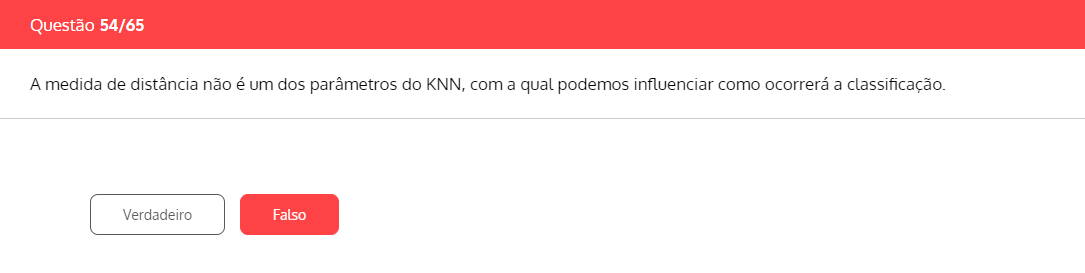 Questão 54/65
A medida de distância não é um dos parâmetros do KNN, com a qual podemos influenciar como ocorrerá a classificação.
Verdadeiro
Falso